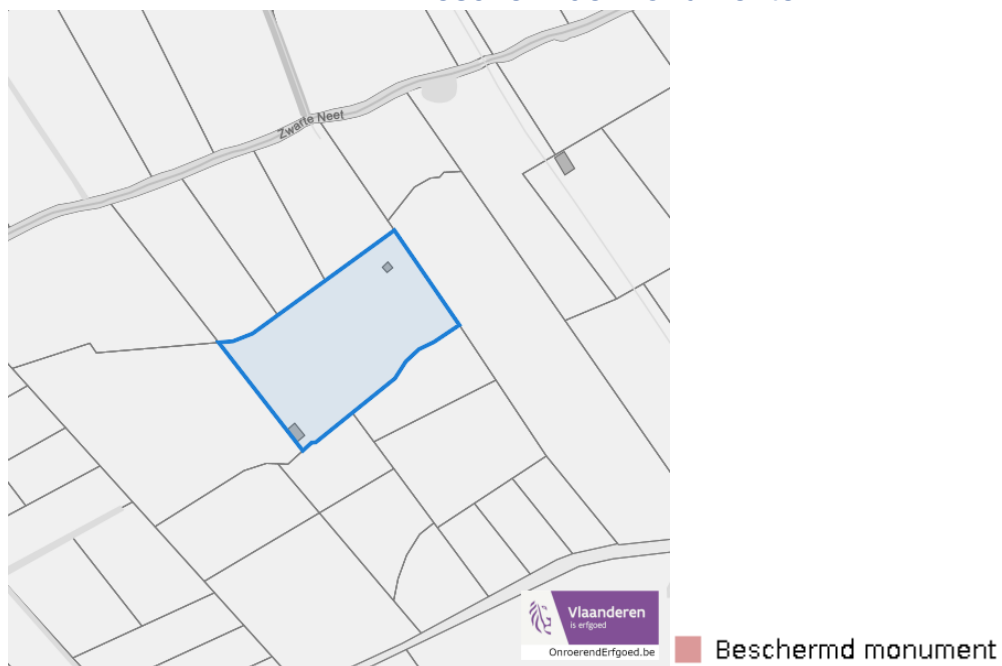 Zwarte Neet
Vlaanderen
is erfgoed
OnroerendErfgoed.be
Beschermd monument